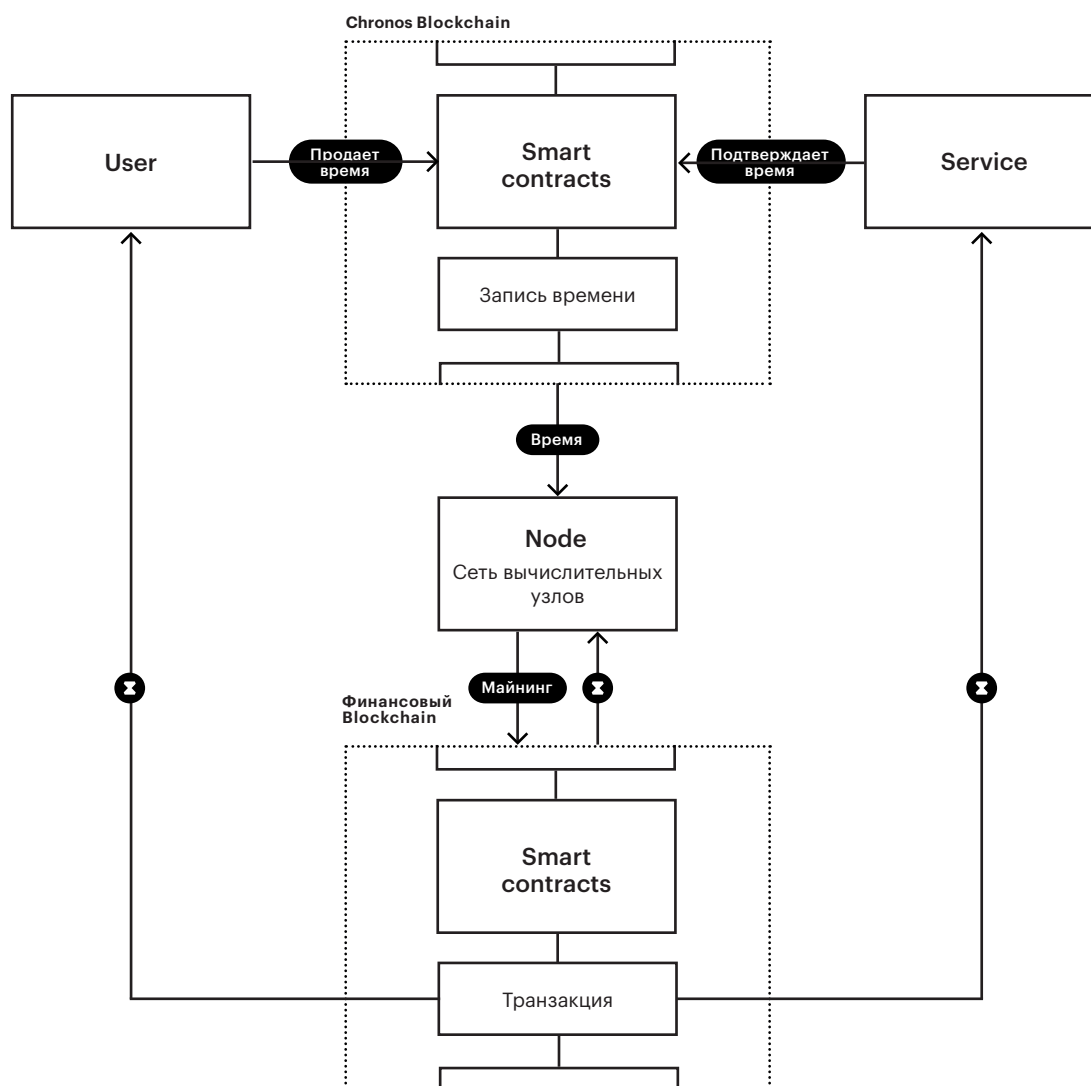 Chronos Blockchain
User
Продает
время
Smart
contracts
Подтверждает
время
Service
Запись времени
Время
Node
Сеть вычислительных
узлов
Майнинг
Финансовый
Blockchain
Smart
contracts
Транзакция